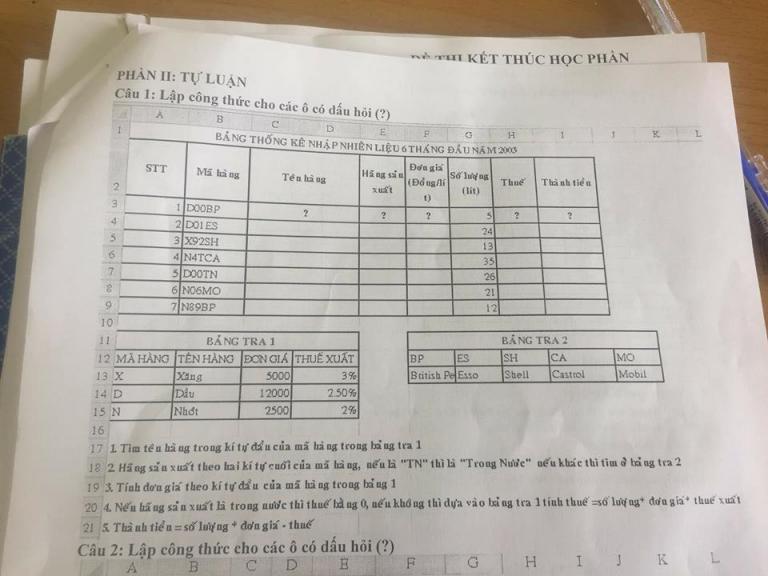 ĐỀ THI KẾT THÚC HỌC PHẦN
PHẦN II: TỰ LUẬN
Câu 1: Lập công thức cho các ô có dấu hỏi (?)
A B C D E F G H I J K L
1 BẢNG THỐNG KÊ NHẬP NHIÊN LIỆU 6 THÁNG ĐẦU NĂM 2003
2 STT Mã hàng Tên hàng Hãng sản xuất Đơn giá (Đồng/lít) Số lượng (lít) Thuế Thành tiền
3 1 D00BP ? ? ? 5 ? ?
4 2 D01ES 24
5 3 X92SH 13
6 4 N4TCA 35
7 5 D00TN 26
8 6 N06MO 21
9 7 N89BP 12
10
11 BẢNG TRA 1 BẢNG TRA 2
12 MÃ HÀNG TÊN HÀNG ĐƠN GIÁ THUẾ XUẤT BP ES SH CA MO
13 X Xăng 5000 3% British Pe Esso Shell Castrol Mobil
14 D Dầu 12000 2.50%
15 N Nhớt 2500 2%
16
17 1. Tìm tên hàng trong kí tự đầu của mã hàng trong bảng tra 1
18 2. Hãng sản xuất theo hai kí tự cuối của mã hàng, nếu là "TN" thì là "Trong Nước" nếu khác thì tìm ở bảng tra 2
19 3. Tính đơn giá theo kí tự đầu của mã hàng trong bảng 1
20 4. Nếu hãng sản xuất là trong nước thì thuế bằng 0, nếu không thì dựa vào bảng tra 1 tính thuế =số lượng* đơn giá* thuế xuất
21 5. Thành tiền = số lượng * đơn giá - thuế
Câu 2: Lập công thức cho các ô có dấu hỏi (?)
A B C D E F G H I J K L